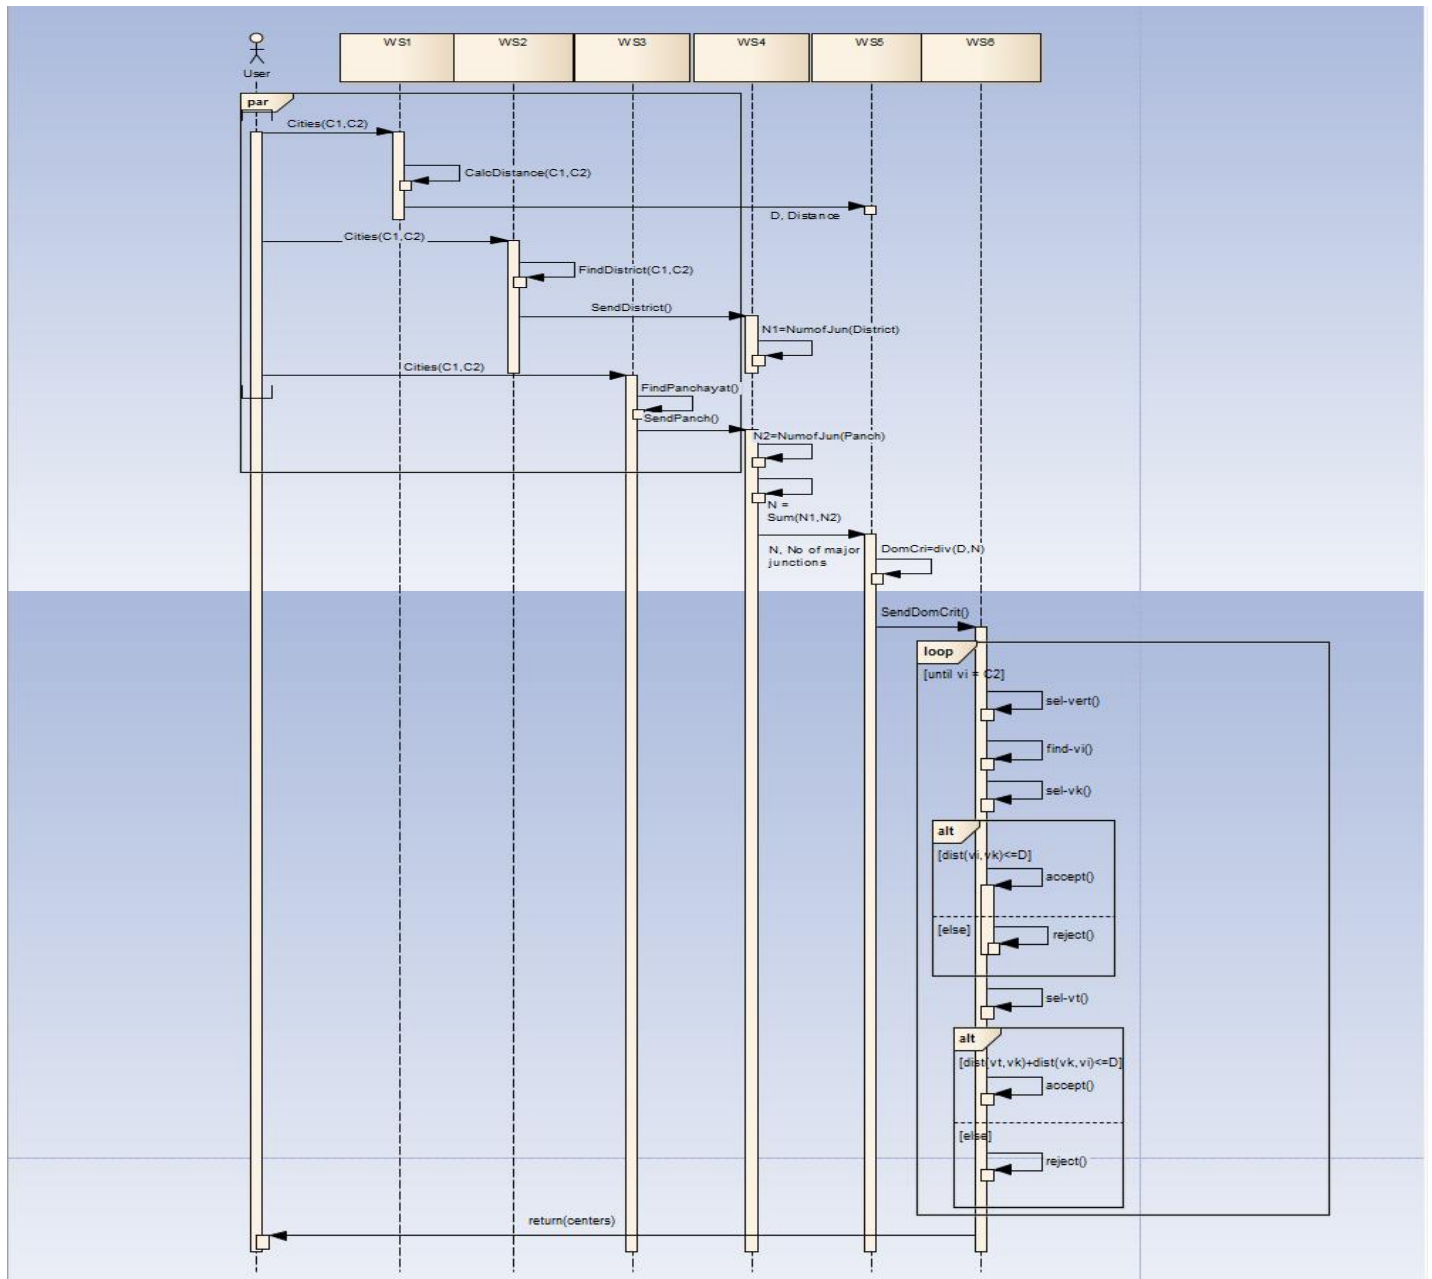 User
WS1
WS2
WS3
WS4
WS5
WS6
par
Cities(C1,C2)
CalcDistance(C1,C2)
D, Distance
Cities(C1,C2)
FindDistrict(C1,C2)
SendDistrict()
N1=NumofJun(District)
Cities(C1,C2)
FindPanchayat()
SendPanch()
N2=NumofJun(Panch)
N =
Sum(N1,N2)
N, No of major
junctions
DomCri=div(D,N)
SendDomCrit()
loop
[until vi = C2]
sel-vert()
find-vi()
sel-vk()
alt
[dist(vi,vk)<=D]
accept()
[else]
reject()
sel-vt()
alt
[dist(vt,vk)+dist(vk,vi)<=D]
accept()
[else]
reject()
return(centers)